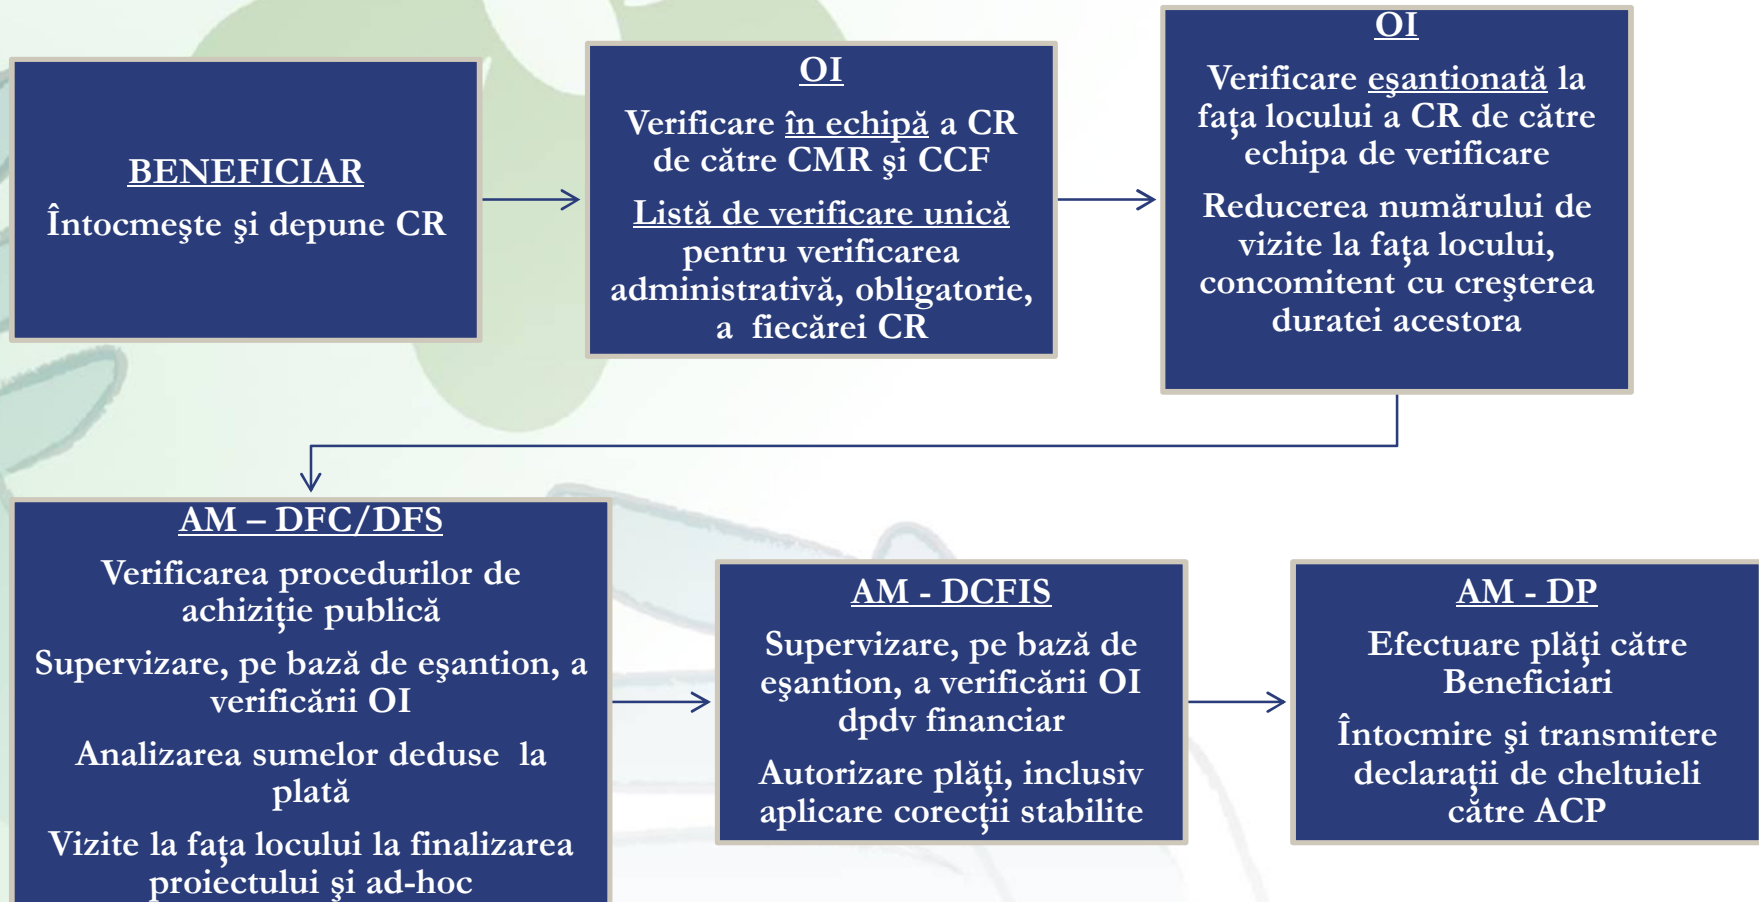 BENEFICIAR
Întocmeşte şi depune CR
OI
Verificare în echipă a CR
de către CMR şi CCF
Listă de verificare unică
pentru verificarea
administrativă, obligatorie,
a fiecărei CR
OI
Verificare eşantionată la
faţa locului a CR de către
echipa de verificare
Reducerea numărului de
vizite la faţa locului,
concomitent cu creşterea
duratei acestora
AM – DFC/DFS
Verificarea procedurilor de
achiziţie publică
Supervizare, pe bază de eşantion, a
verificării OI
Analizarea sumelor deduse la
plată
Vizite la faţa locului la finalizarea
proiectului şi ad-hoc
AM - DCFIS
Supervizare, pe bază de
eşantion, a verificării OI
dpdv financiar
Autorizare plăţi, inclusiv
aplicare corecţii stabilite
AM - DP
Efectuare plăţi către
Beneficiari
Întocmire şi transmitere
declaraţii de cheltuieli
către ACP